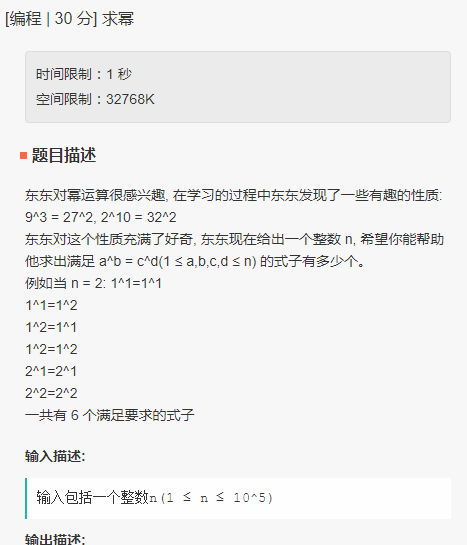 [编程 | 30 分] 求幂
时间限制：1 秒
空间限制：32768K
题目描述
东东对幂运算很感兴趣, 在学习的过程中东东发现了一些有趣的性质:
9^3 = 27^2, 2^10 = 32^2
东东对这个性质充满了好奇, 东东现在给出一个整数 n, 希望你能帮助
他求出满足 a^b = c^d(1 ≤ a,b,c,d ≤ n) 的式子有多少个。
例如当 n = 2: 1^1=1^1
1^1=1^2
1^2=1^1
1^2=1^2
2^1=2^1
2^2=2^2
一共有 6 个满足要求的式子
输入描述:
输入包括一个整数n(1 ≤ n ≤ 10^5)
输出描述: